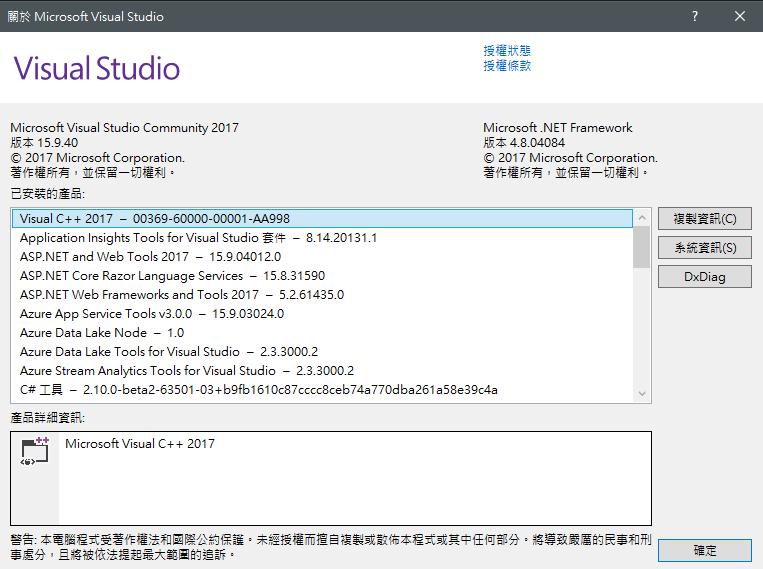 關於 Microsoft Visual Studio
Visual Studio
授權狀態
授權條款
Microsoft Visual Studio Community 2017
版本 15.9.40
© 2017 Microsoft Corporation.
著作權所有，並保留一切權利。
Microsoft .NET Framework
版本 4.8.04084
© 2017 Microsoft Corporation.
著作權所有，並保留一切權利。
已安裝的產品:
Visual C++ 2017 – 00369-60000-00001-AA998
Application Insights Tools for Visual Studio 套件 – 8.14.20131.1
ASP.NET and Web Tools 2017 – 15.9.04012.0
ASP.NET Core Razor Language Services – 15.8.31590
ASP.NET Web Frameworks and Tools 2017 – 5.2.61435.0
Azure App Service Tools v3.0.0 – 15.9.03024.0
Azure Data Lake Node – 1.0
Azure Data Lake Tools for Visual Studio – 2.3.3000.2
Azure Stream Analytics Tools for Visual Studio – 2.3.3000.2
C# 工具 – 2.10.0-beta2-63501-03+b9fb1610c87cccc8ceb74a770dba261a58e39c4a
複製資訊(C)
系統資訊(S)
DxDiag
產品詳細資訊:
Microsoft Visual C++ 2017
警告: 本電腦程式受著作權法和國際公約保護。未經授權而擅自複製或散佈本程式或其中任何部分。將導致嚴厲的民事和刑
事處分，且將被依法提起最大範圍的追訴。
確定